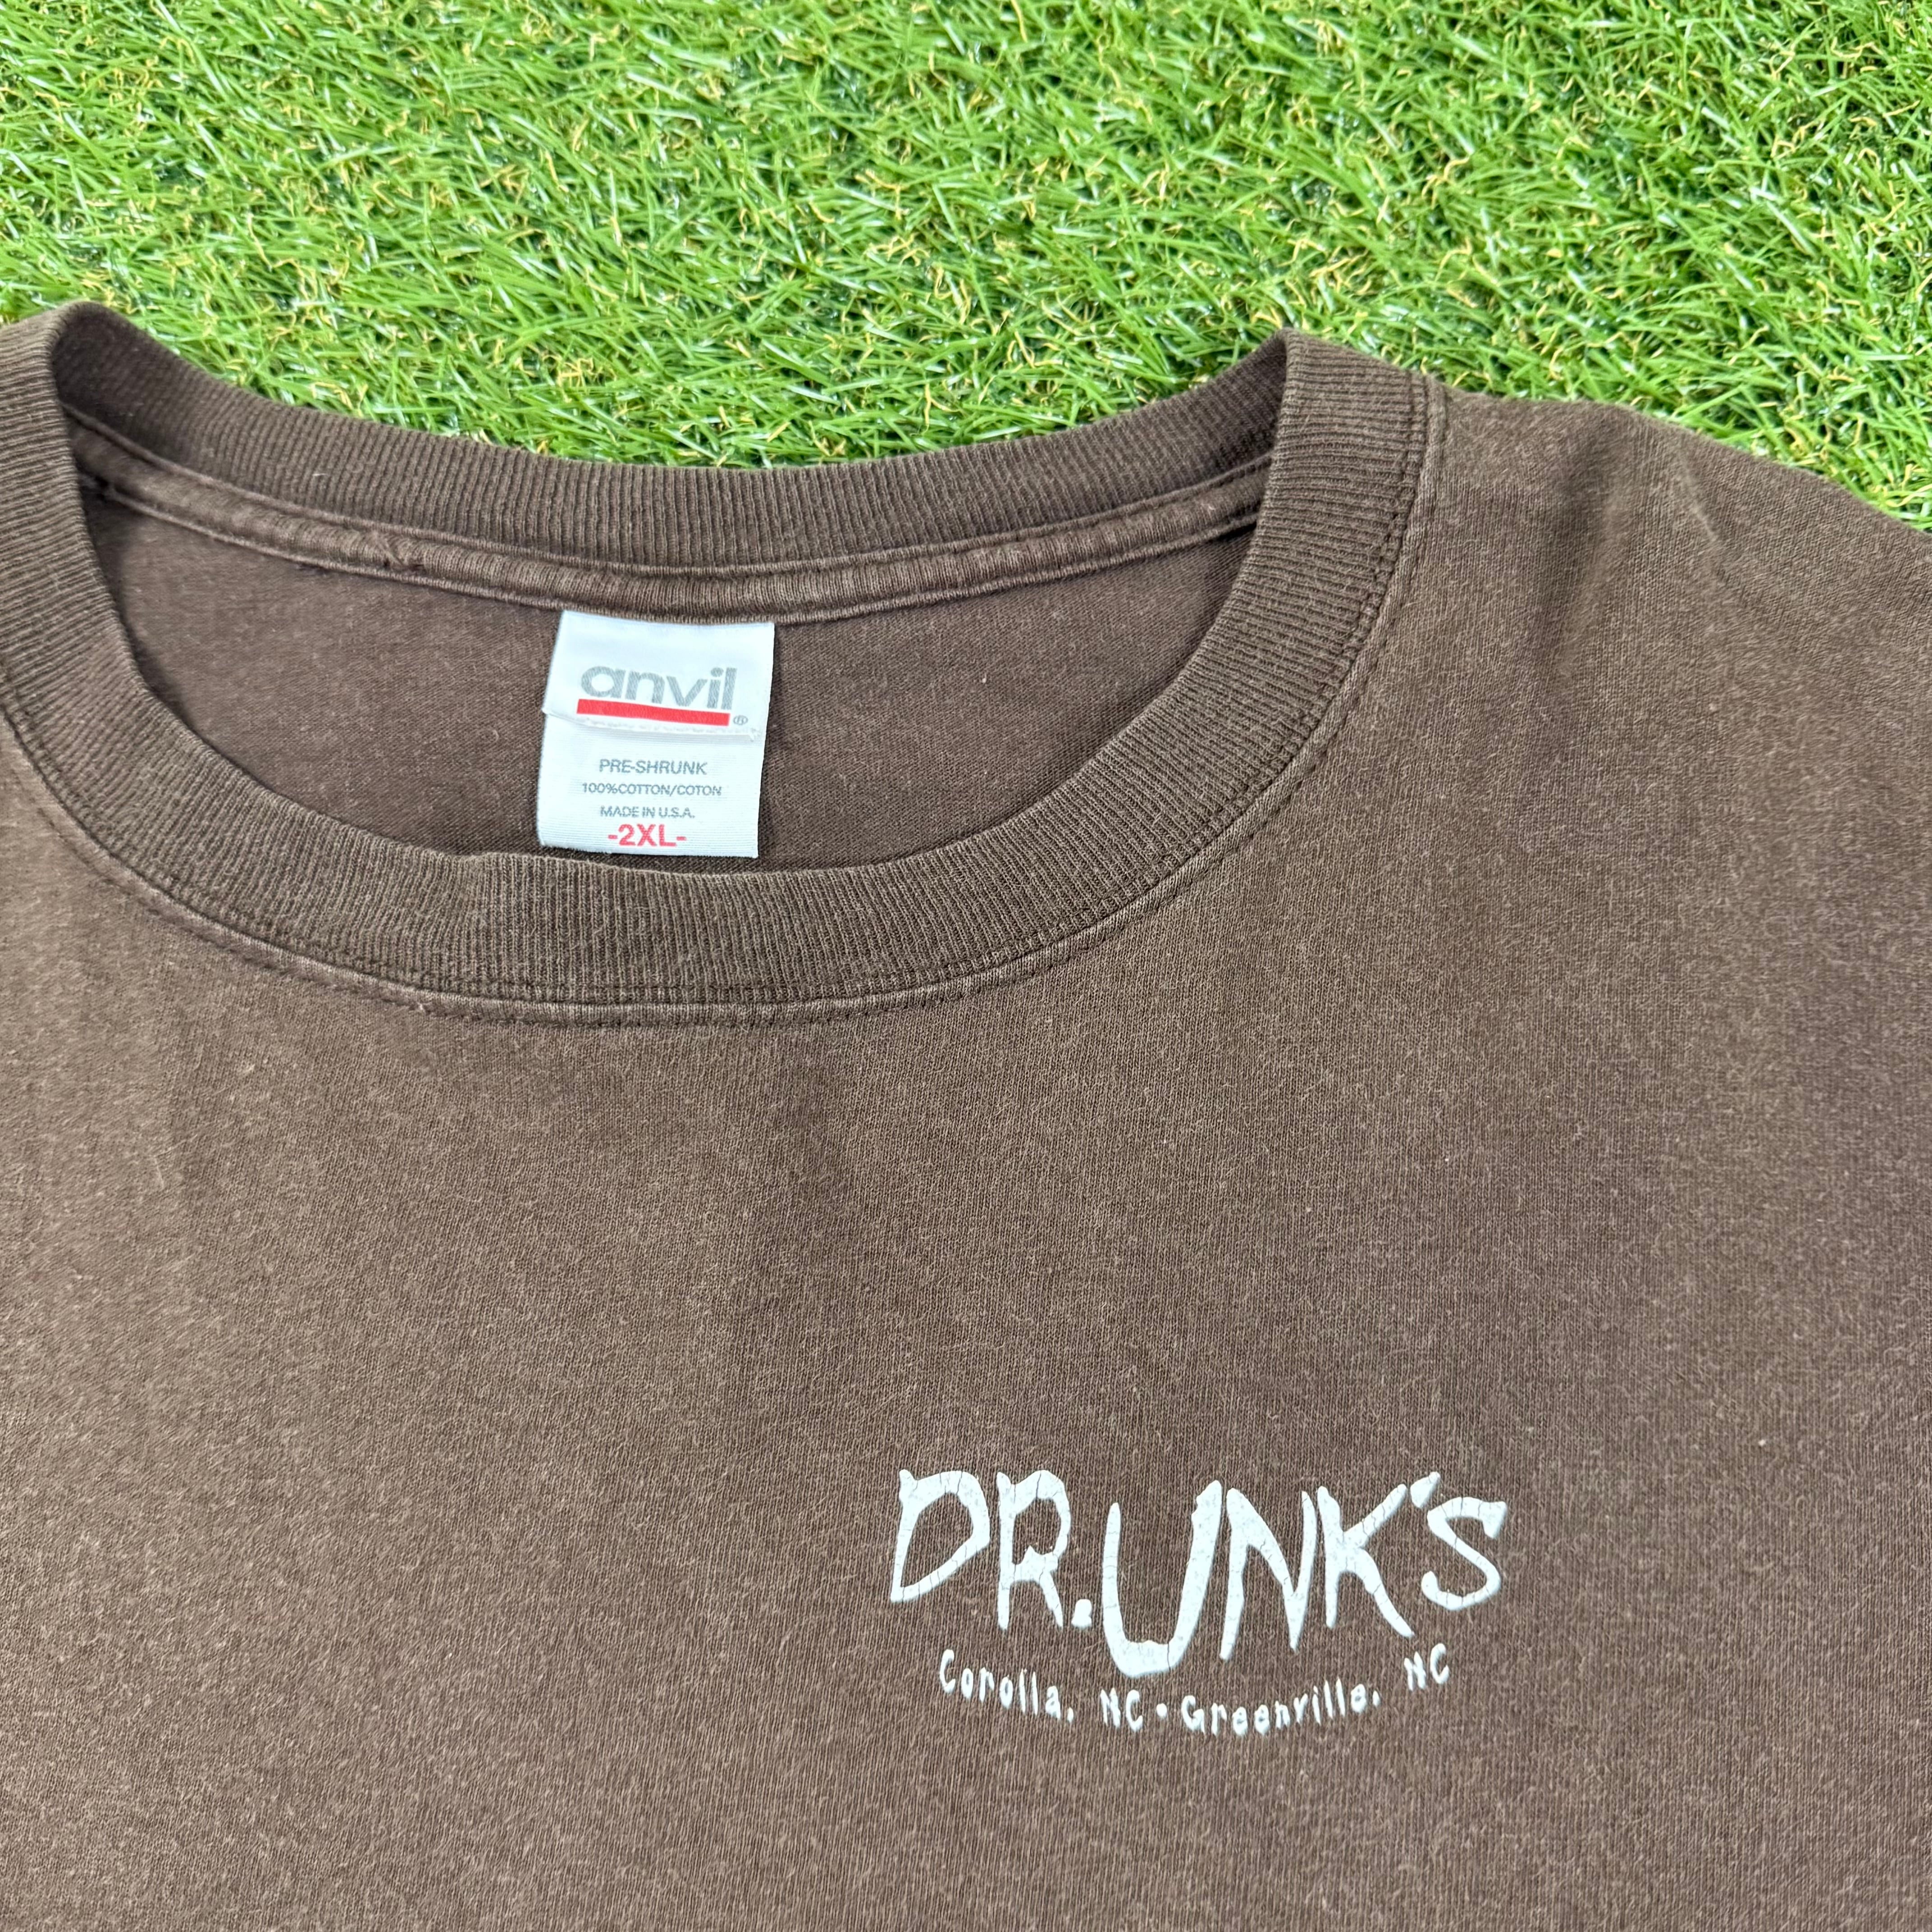 anvil
®
PRE-SHRUNK
100%COTTON/COTON
MADE IN U.S.A.
-2XL-
DR.UNK'S
Corolla, NC • Greenville, NC